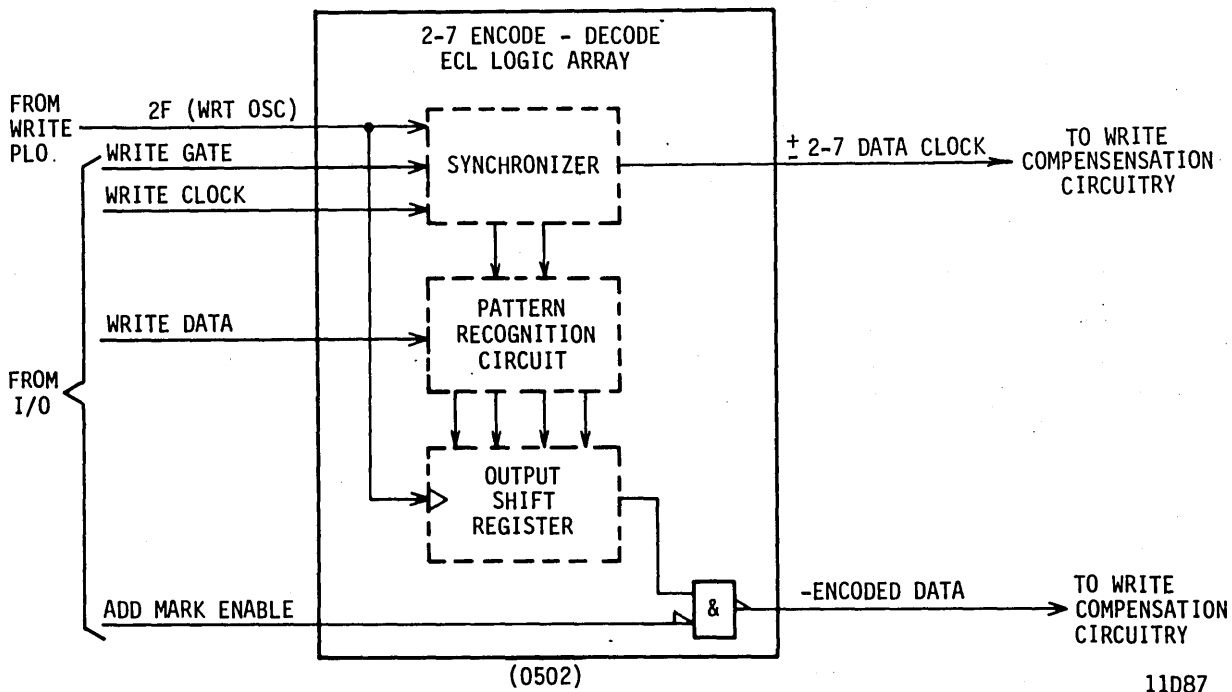 2-7 ENCODE - DECODE
ECL LOGIC ARRAY
FROM
WRITE
PLO.
2F (WRT OSC)
WRITE GATE
WRITE CLOCK
SYNCHRONIZER
+
- 2-7 DATA CLOCK
TO WRITE
COMPENSENSATION
CIRCUITRY
WRITE DATA
PATTERN
RECOGNITION
CIRCUIT
FROM
I/O
OUTPUT
SHIFT
REGISTER
ADD MARK ENABLE
&
-ENCODED DATA
TO WRITE
COMPENSATION
CIRCUITRY
(0502)
11D87